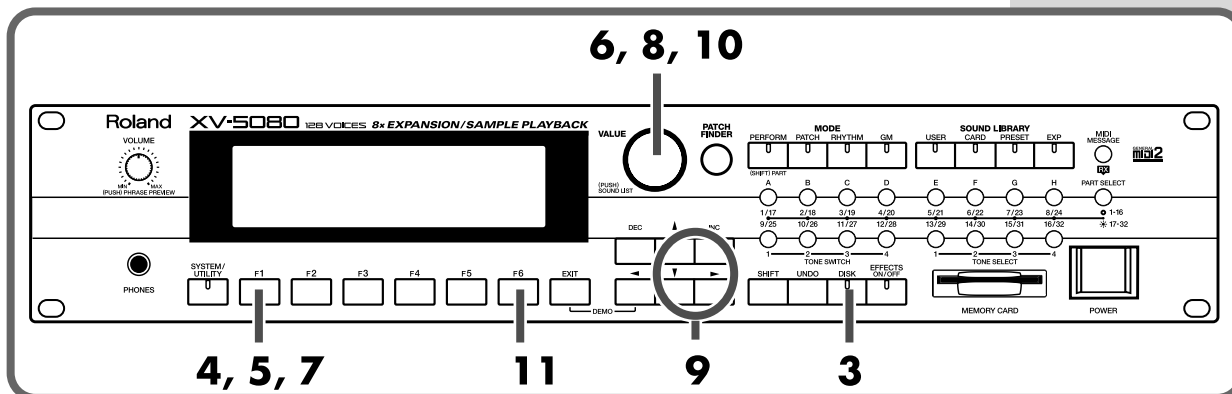 6, 8, 10
Roland XV-5080 128 VOICES 8x EXPANSION/SAMPLE PLAYBACK
VOLUME
MIN MAX
(PUSH) PHRASE PREVIEW
PHONES
VALUE
(PUSH)
SOUND LIST
PATCH
FINDER
MODE
PERFORM PATCH RHYTHM GM
(SHIFT) PART
SOUND LIBRARY
USER CARD PRESET EXP
MIDI
MESSAGE
RX
GENERAL
MIDI2
A B C D E F G H PART SELECT
1/17 2/18 3/19 4/20 5/21 6/22 7/23 8/24 1-16
9/25 10/26 11/27 12/28 13/29 14/30 15/31 16/32 17-32
1 2 3 4 1 2 3 4
TONE SWITCH TONE SELECT
DEC ▲ INC
◄ ▼ ►
SYSTEM/
UTILITY
F1 F2 F3 F4 F5 F6 EXIT
DEMO
SHIFT UNDO DISK EFFECTS
ON/OFF
MEMORY CARD
POWER
4, 5, 7 11 9 3